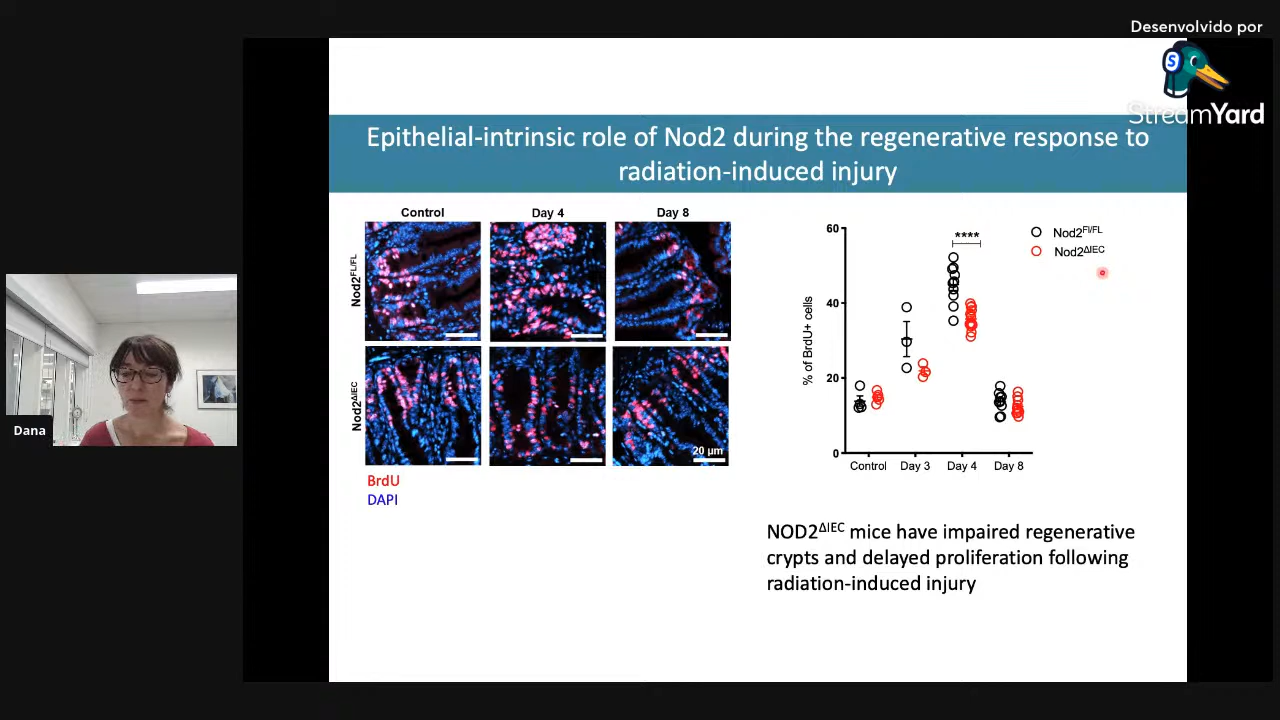 Desenvolvido por
StreamYard
Epithelial-intrinsic role of Nod2 during the regenerative response to
radiation-induced injury
Control
Day 4
Day 8
Nod2FL/FL
Nod2ΔIEC
20 µm
BrdU
DAPI
60
40
20
0
% of BrdU+ cells
****
Control
Day 3
Day 4
Day 8
Nod2Fl/FL
Nod2ΔIEC
NOD2ΔIEC mice have impaired regenerative
crypts and delayed proliferation following
radiation-induced injury
Dana